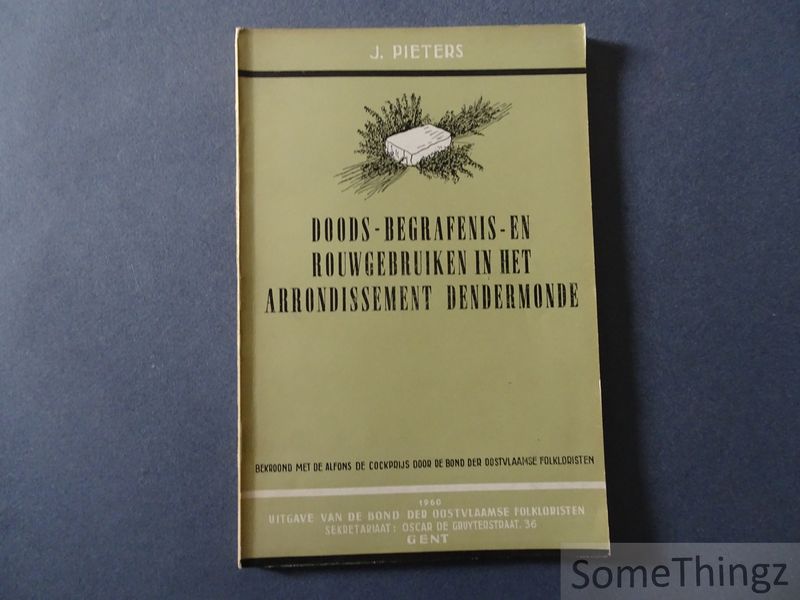 J. PIETERS
DOODS-BEGRAFENIS-EN
ROUWGEBRUIKEN IN HET
ARRONDISSEMENT DENDERMONDE
BEKROOND MET DE ALFONS DE COCKPRIJS DOOR DE BOND DER OOSTVLAAMSE FOLKLORISTEN
1960
UITGAVE VAN DE BOND DER OOSTVLAAMSE FOLKLORISTEN
SEKRETARIAAT: OSCAR DE GRUYTERSTRAAT, 36
GENT
SomeThingz